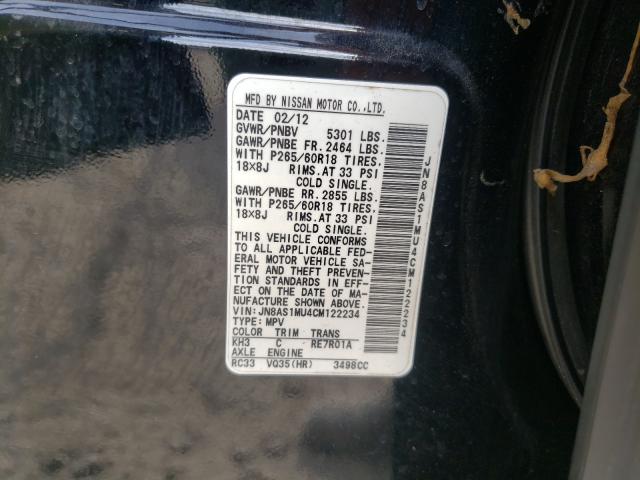 MFD BY NISSAN MOTOR CO.,LTD.
DATE 02/12
GVWR/PNBV 5301 LBS.
GAWR/PNBE FR. 2464 LBS.
WITH P265/60R18 TIRES,
18×8J RIMS.AT 33 PSI
COLD SINGLE.
GAWR/PNBE RR. 2855 LBS.
WITH P265/60R18 TIRES,
18×8J RIMS.AT 33 PSI
COLD SINGLE.
THIS VEHICLE CONFORMS
TO ALL APPLICABLE FED-
ERAL MOTOR VEHICLE SA-
FETY AND THEFT PREVEN-
TION STANDARDS IN EFF-
ECT ON THE DATE OF MA-
NUFACTURE SHOWN ABOVE.
VIN:JN8AS1MU4CM122234
TYPE:MPV
COLOR TRIM TRANS
KH3 C RE7R01A
AXLE ENGINE
RC33 VQ35(HR) 3498CC
JN8AS1MU4CM122234